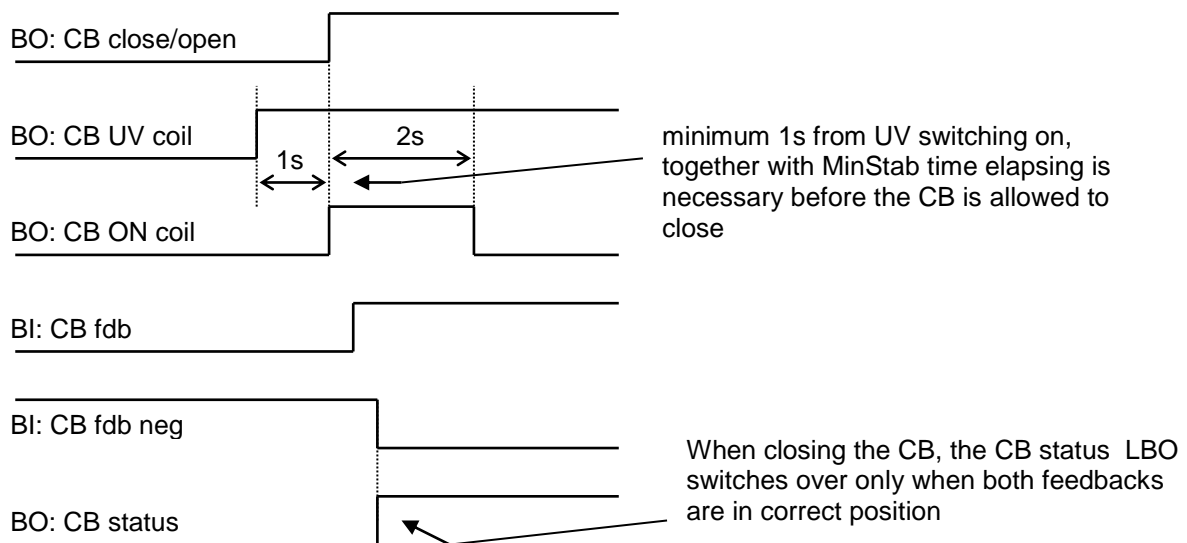 BO: CB close/open
BO: CB UV coil
1s
2s
minimum 1s from UV switching on,
together with MinStab time elapsing is
necessary before the CB is allowed to
close
BO: CB ON coil
BI: CB fdb
BI: CB fdb neg
When closing the CB, the CB status LBO
switches over only when both feedbacks
are in correct position
BO: CB status